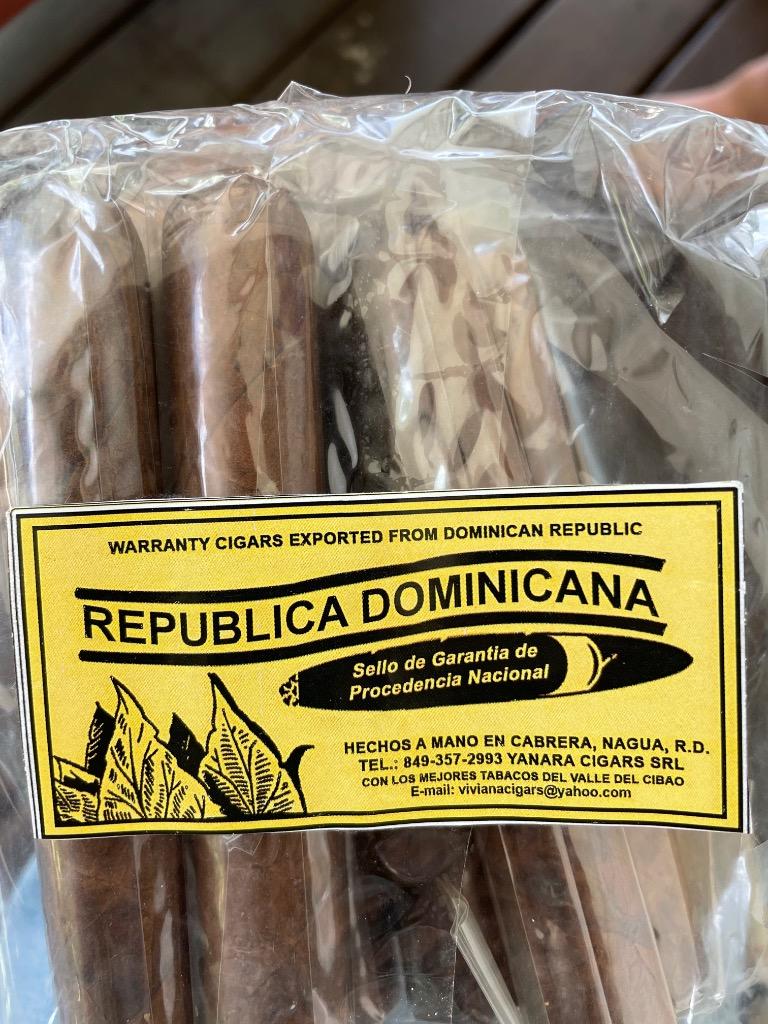 WARRANTY CIGARS EXPORTED FROM DOMINICAN REPUBLIC
REPUBLICA DOMINICANA
Sello de Garantia de
Procedencia Nacional
HECHOS A MANO EN CABRERA, NAGUA, R.D.
TEL.: 849-357-2993 YANARA CIGARS SRL
CON LOS MEJORES TABACOS DEL VALLE DEL CIBAO
E-mail: vivianacigars@yahoo.com